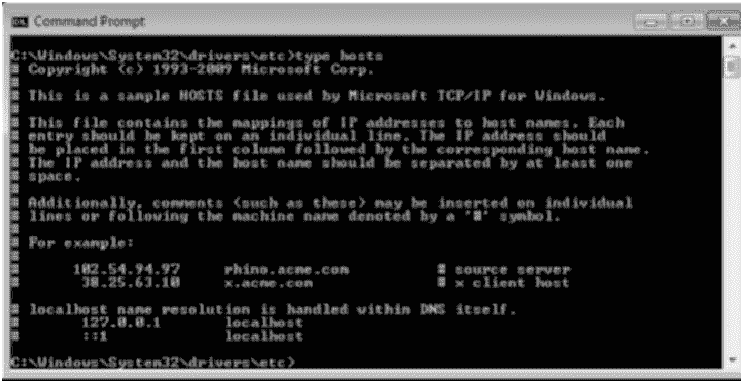 Command Prompt
C:\Windows\System32\drivers\etc>type hosts
# Copyright (c) 1993-2009 Microsoft Corp.
#
# This is a sample HOSTS file used by Microsoft TCP/IP for Windows.
#
# This file contains the mappings of IP addresses to host names. Each
# entry should be kept on an individual line. The IP address should
# be placed in the first column followed by the corresponding host name.
# The IP address and the host name should be separated by at least one
# space.
#
# Additionally, comments (such as these) may be inserted on individual
# lines or following the machine name denoted by a '#' symbol.
#
# For example:
#
# 102.54.94.97 rhino.acme.com # source server
# 38.25.63.10 x.acme.com # x client host
#
# localhost name resolution is handled within DNS itself.
# 127.0.0.1 localhost
# ::1 localhost
C:\Windows\System32\drivers\etc>